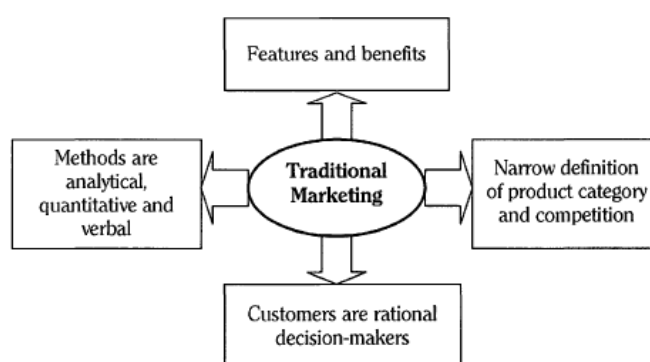 Features and benefits
Methods are
analytical,
quantitative and
verbal
Traditional
Marketing
Narrow definition
of product category
and competition
Customers are rational
decision-makers